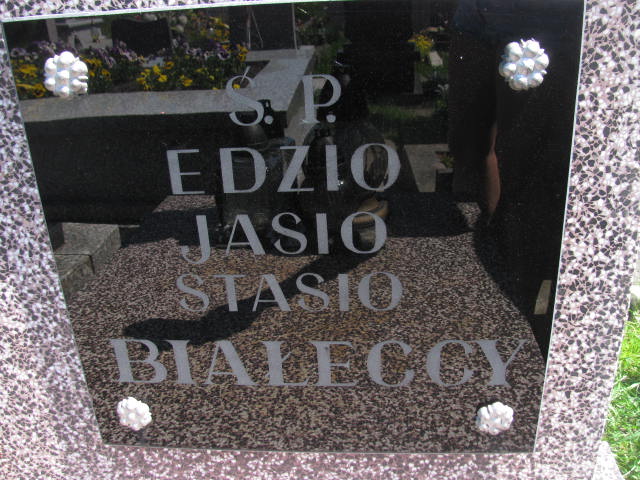 Ś. P.
EDZIO
JASIO
STASIO
BIAŁECCY